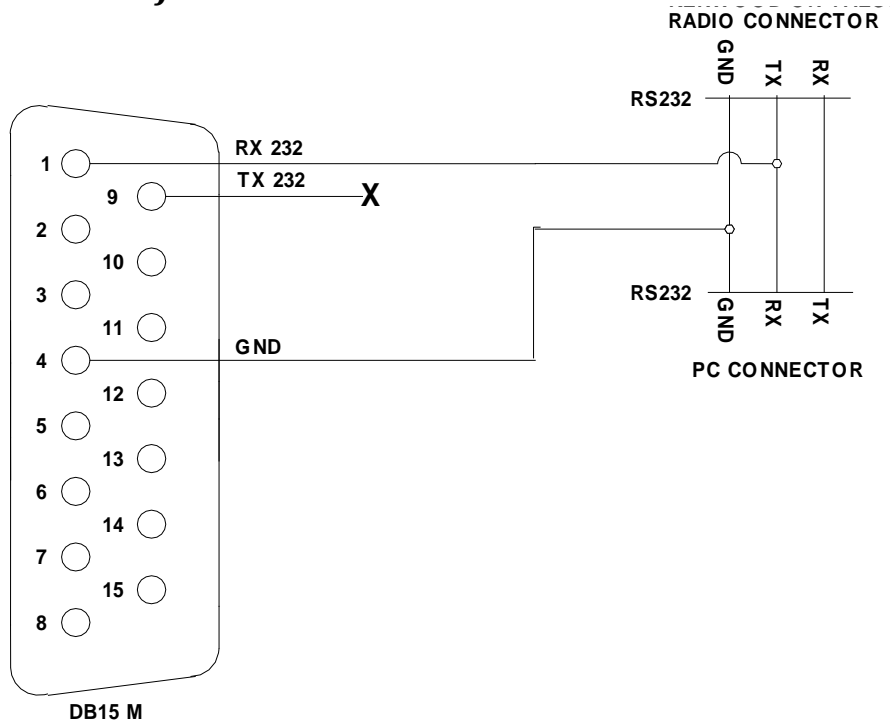 RADIO CONNECTOR
GND TX RX
RS232
1
RX 232
9
TX 232
X
2
10
3
RS232
11
GND RX TX
4
GND
PC CONNECTOR
12
5
13
6
14
7
15
8
DB15 M